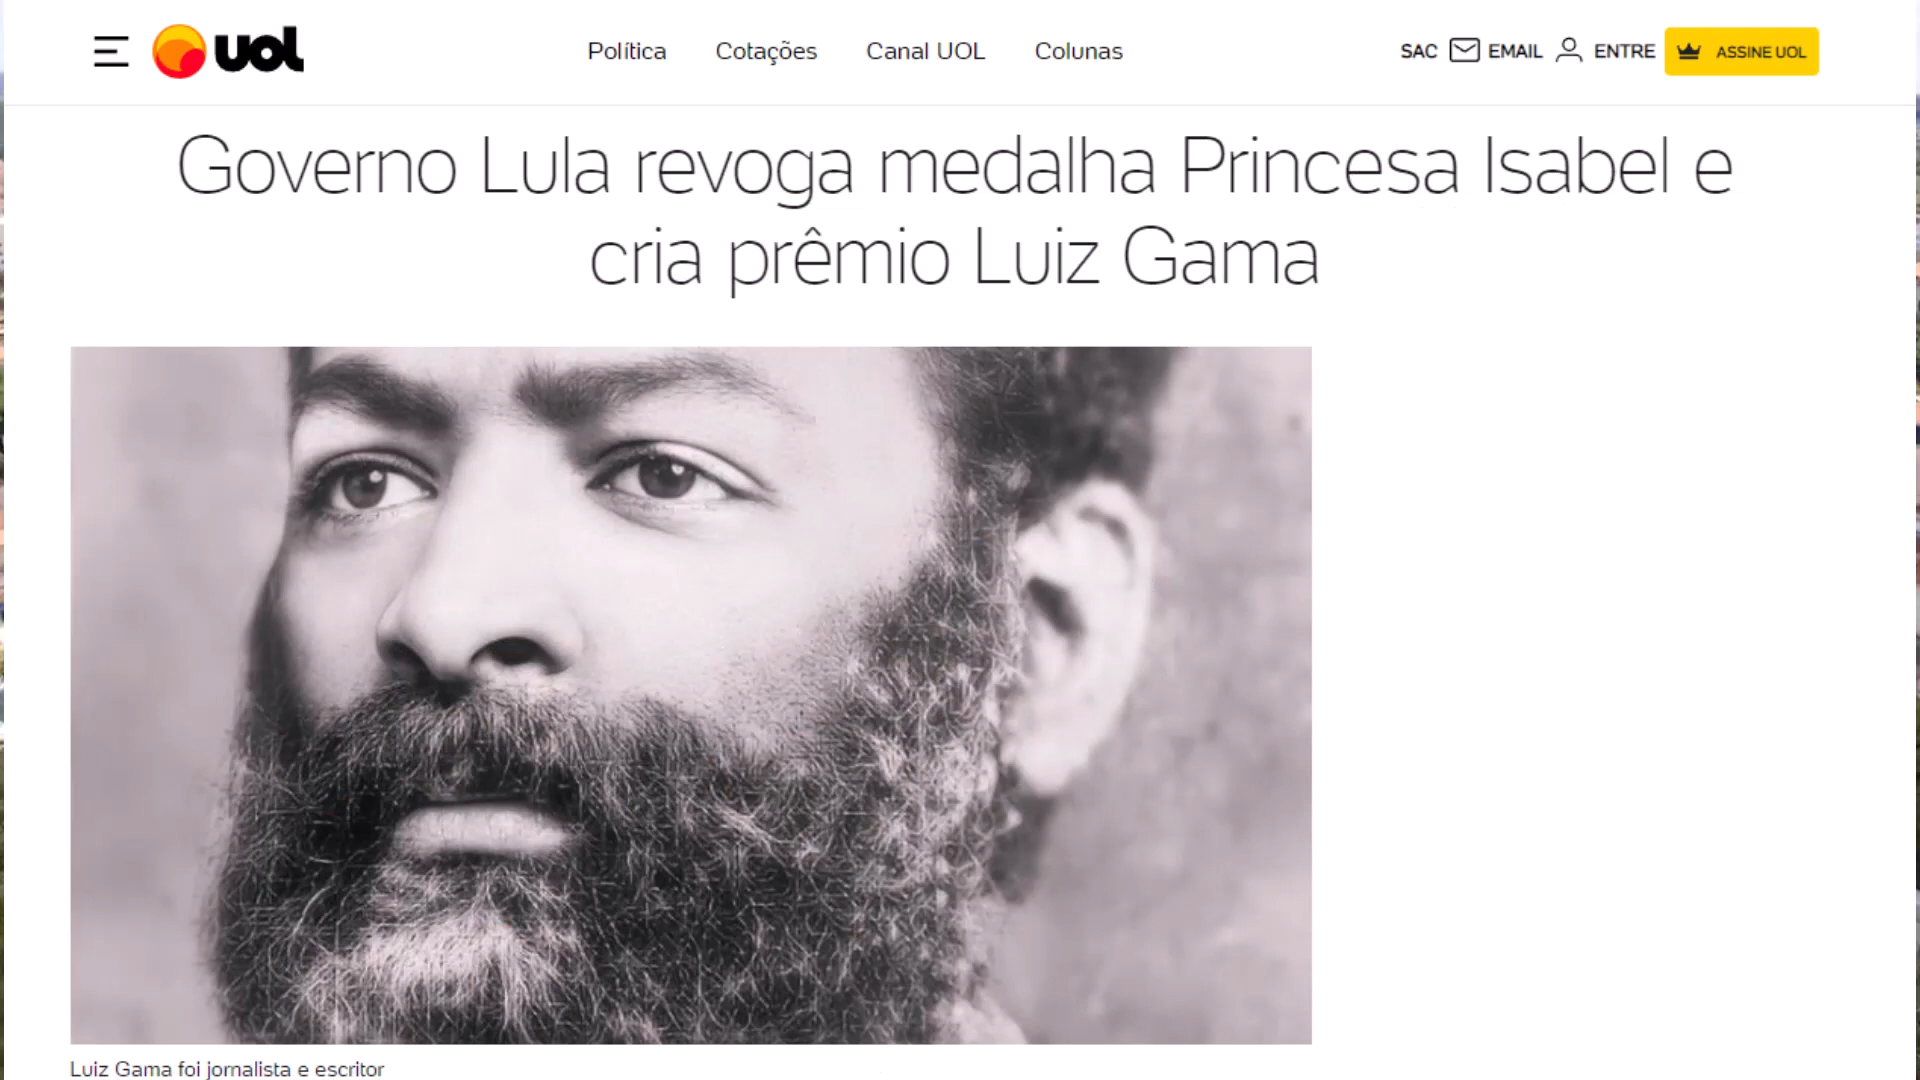 uol
Política
Cotações
Canal UOL
Colunas
SAC
EMAIL
ENTRE
ASSINE UOL
Governo Lula revoga medalha Princesa Isabel e
cria prêmio Luiz Gama
Luiz Gama foi jornalista e escritor